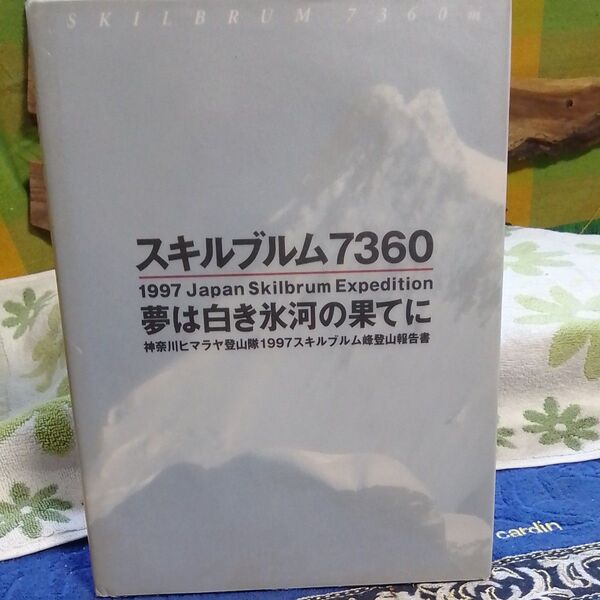 SKILBRUM 7360m
スキルブルム7360
1997 Japan Skilbrum Expedition
夢は白き氷河の果てに
神奈川ヒマラヤ登山隊1997スキルブルム峰登山報告書
cardin